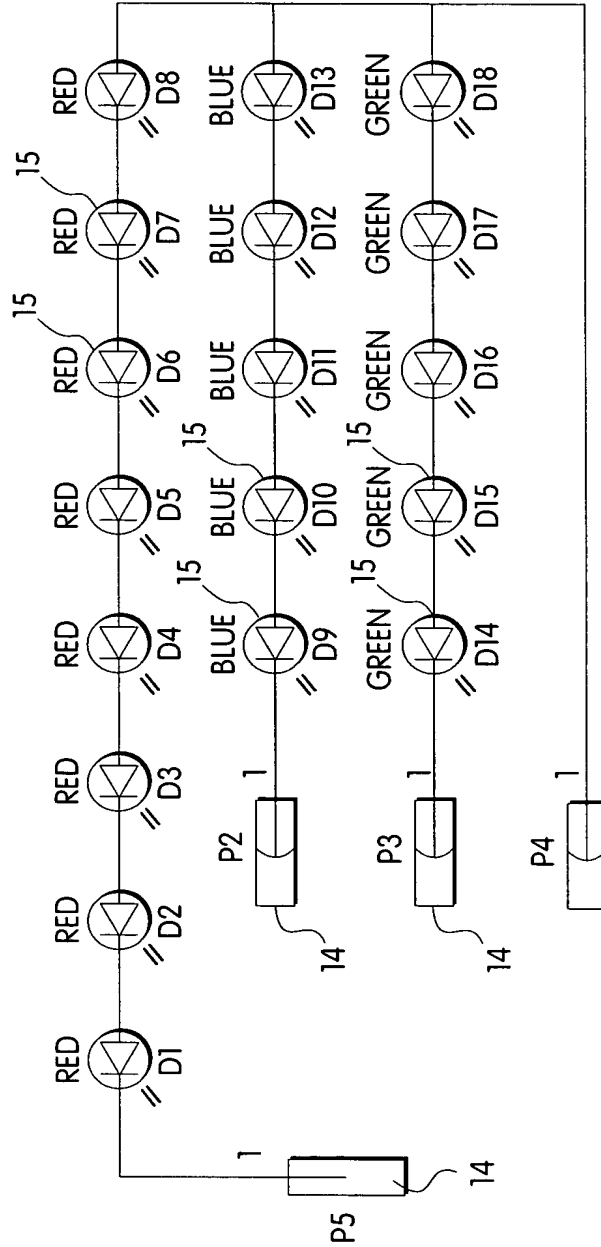 RED RED RED RED RED RED RED RED
15 15
D1 D2 D3 D4 D5 D6 D7 D8
BLUE BLUE BLUE BLUE BLUE
15 15
P2 1
D9 D10 D11 D12 D13
14
GREEN GREEN GREEN GREEN GREEN
15 15
P3 1
D14 D15 D16 D17 D18
14
1
P5
14
P4 1